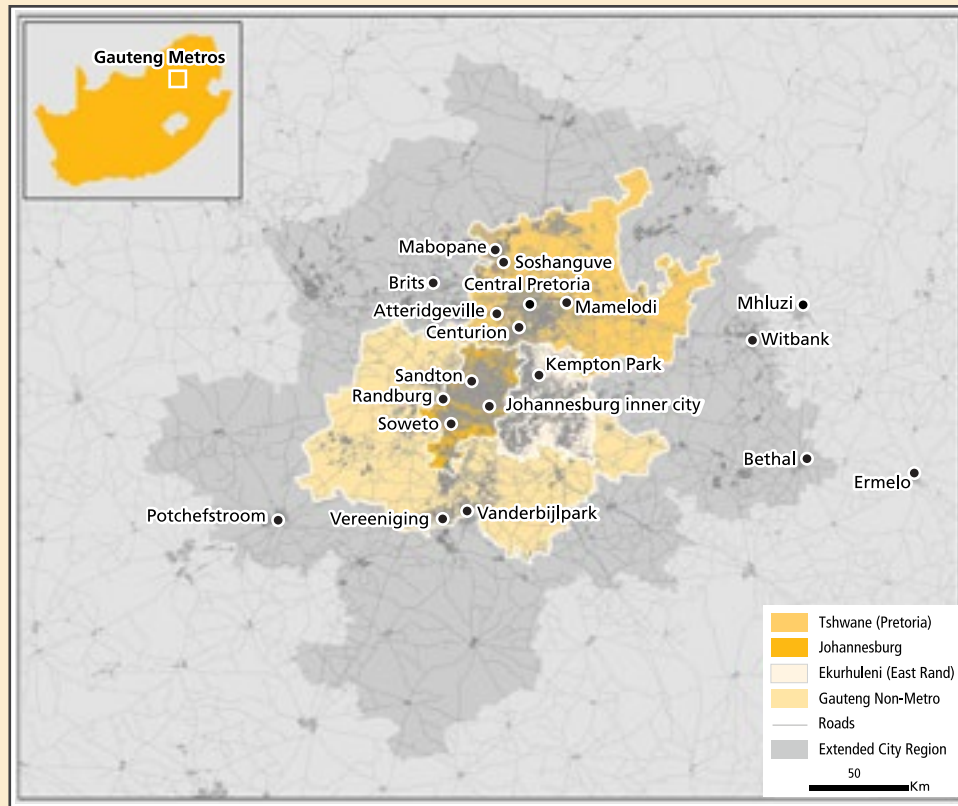 Gauteng Metros
Mabopane
Soshanguve
Brits
Central Pretoria
Atteridgeville
Mamelodi
Centurion
Mhluzi
Witbank
Kempton Park
Sandton
Randburg
Johannesburg inner city
Soweto
Bethal
Ermelo
Potchefstroom
Vereeniging
Vanderbijlpark
Tshwane (Pretoria)
Johannesburg
Ekurhuleni (East Rand)
Gauteng Non-Metro
Roads
Extended City Region
50
Km